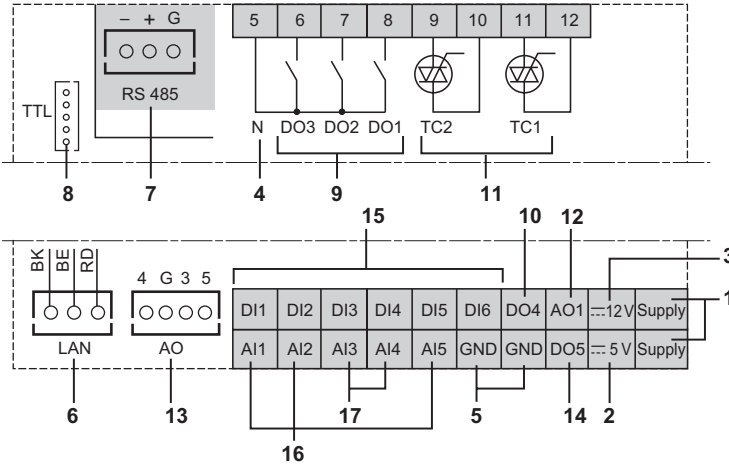 − + G
5 6 7 8 9 10 11 12
RS 485
TTL
N DO3 DO2 DO1 TC2 TC1
8 7 4 9 11
15 10 12
3
BK BE RD
4 G 3 5
1
DI1 DI2 DI3 DI4 DI5 DI6 DO4 AO1 ⎓12 V Supply
LAN AO AI1 AI2 AI3 AI4 AI5 GND GND DO5 ⎓ 5 V Supply
6 13 17 5 14 2
16